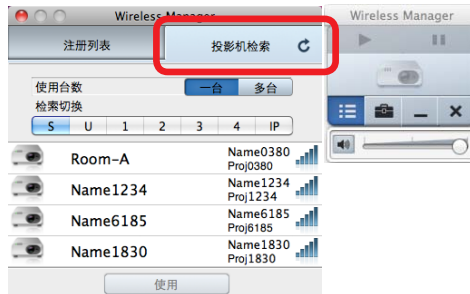 Wireless Manager
Wireless Manager
注册列表
投影机检索
使用台数
一台
多台
检索切换
S U 1 2 3 4 IP
Room-A
Name0380
Proj0380
Name1234
Name1234
Proj1234
Name6185
Name6185
Proj6185
Name1830
Name1830
Proj1830
使用